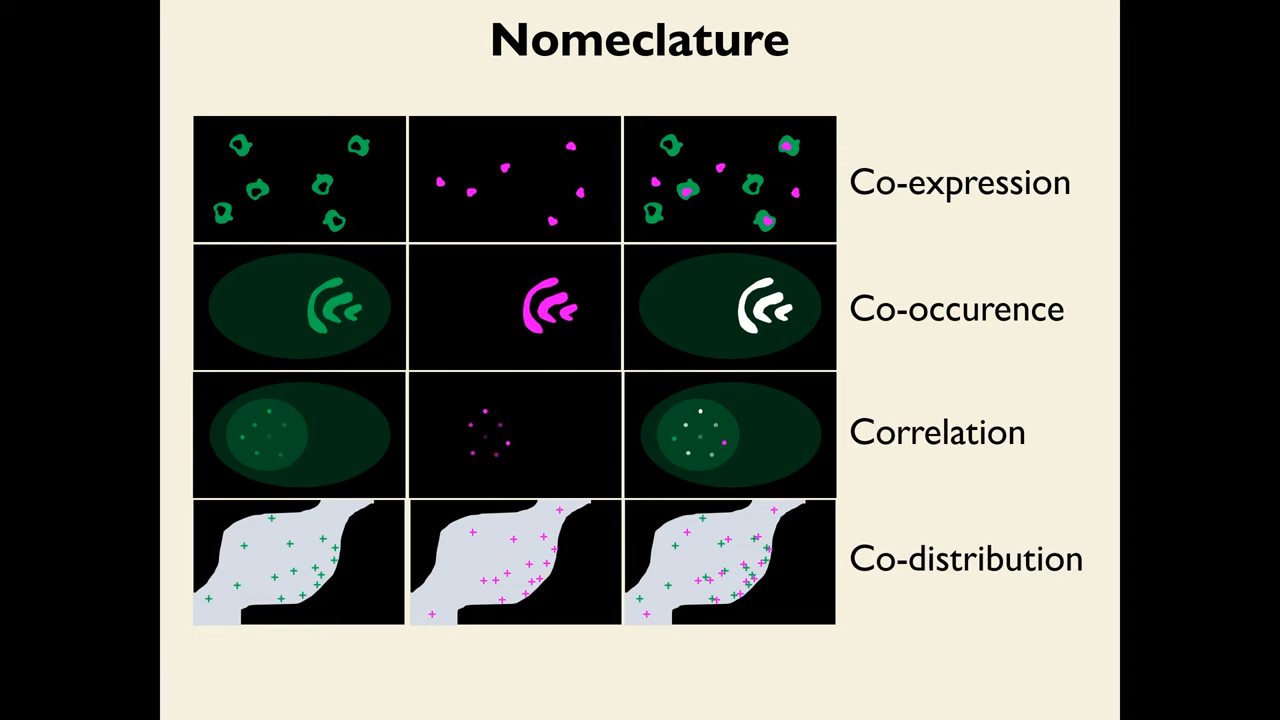 Nomeclature
Co-expression
Co-occurence
Correlation
Co-distribution